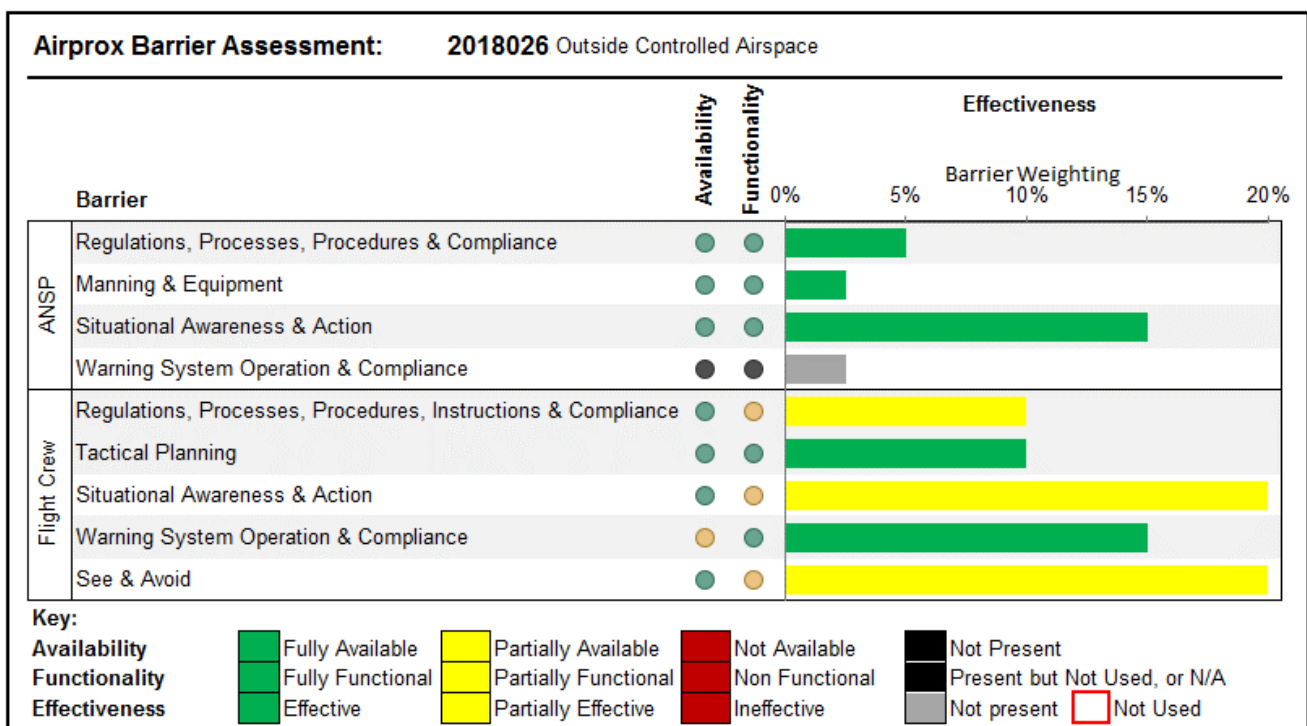 Airprox Barrier Assessment: 2018026 Outside Controlled Airspace
Availability
Functionality
Effectiveness
Barrier Weighting
Barrier
0% 5% 10% 15% 20%
ANSP
Regulations, Processes, Procedures & Compliance
Manning & Equipment
Situational Awareness & Action
Warning System Operation & Compliance
Flight Crew
Regulations, Processes, Procedures, Instructions & Compliance
Tactical Planning
Situational Awareness & Action
Warning System Operation & Compliance
See & Avoid
Key:
Availability Fully Available Partially Available Not Available Not Present
Functionality Fully Functional Partially Functional Non Functional Present but Not Used, or N/A
Effectiveness Effective Partially Effective Ineffective Not present Not Used